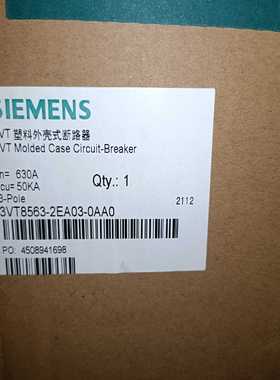 SIEMENS
VT 塑料外壳式断路器
VT Molded Case Circuit-Breaker
n= 630A
cu= 50KA
3-Pole
Qty.: 1
3VT8563-2EA03-0AA0
2112
PO: 4508941698